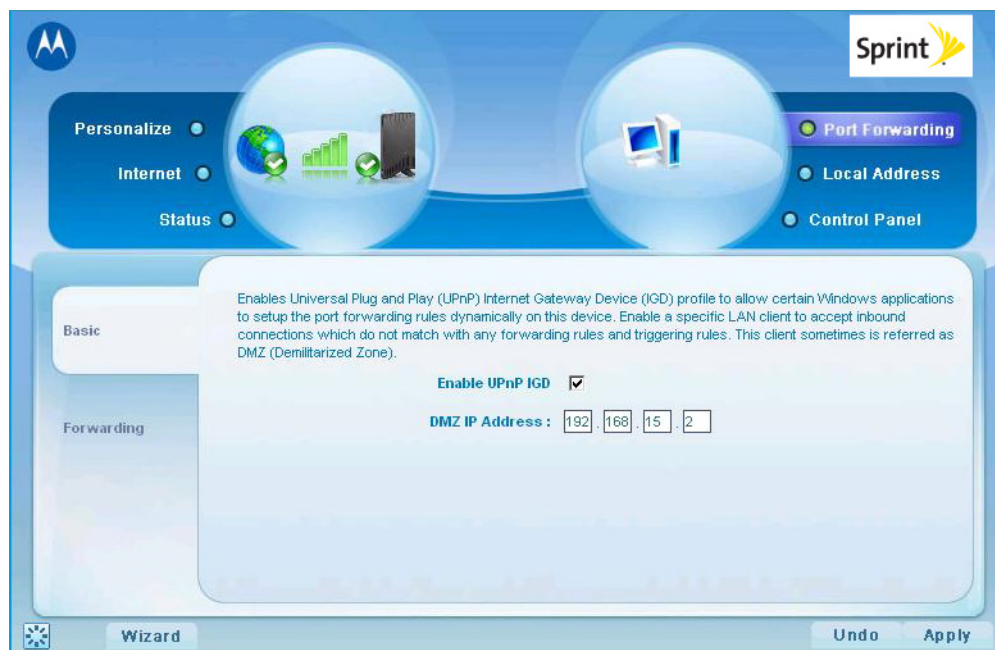 Sprint
Personalize
Internet
Status
Port Forwarding
Local Address
Control Panel
Basic
Forwarding
Enables Universal Plug and Play (UPnP) Internet Gateway Device (IGD) profile to allow certain Windows applications
to setup the port forwarding rules dynamically on this device. Enable a specific LAN client to accept inbound
connections which do not match with any forwarding rules and triggering rules. This client sometimes is referred as
DMZ (Demilitarized Zone).
Enable UPnP IGD
DMZ IP Address : 192 . 168 . 15 . 2
Wizard
Undo
Apply